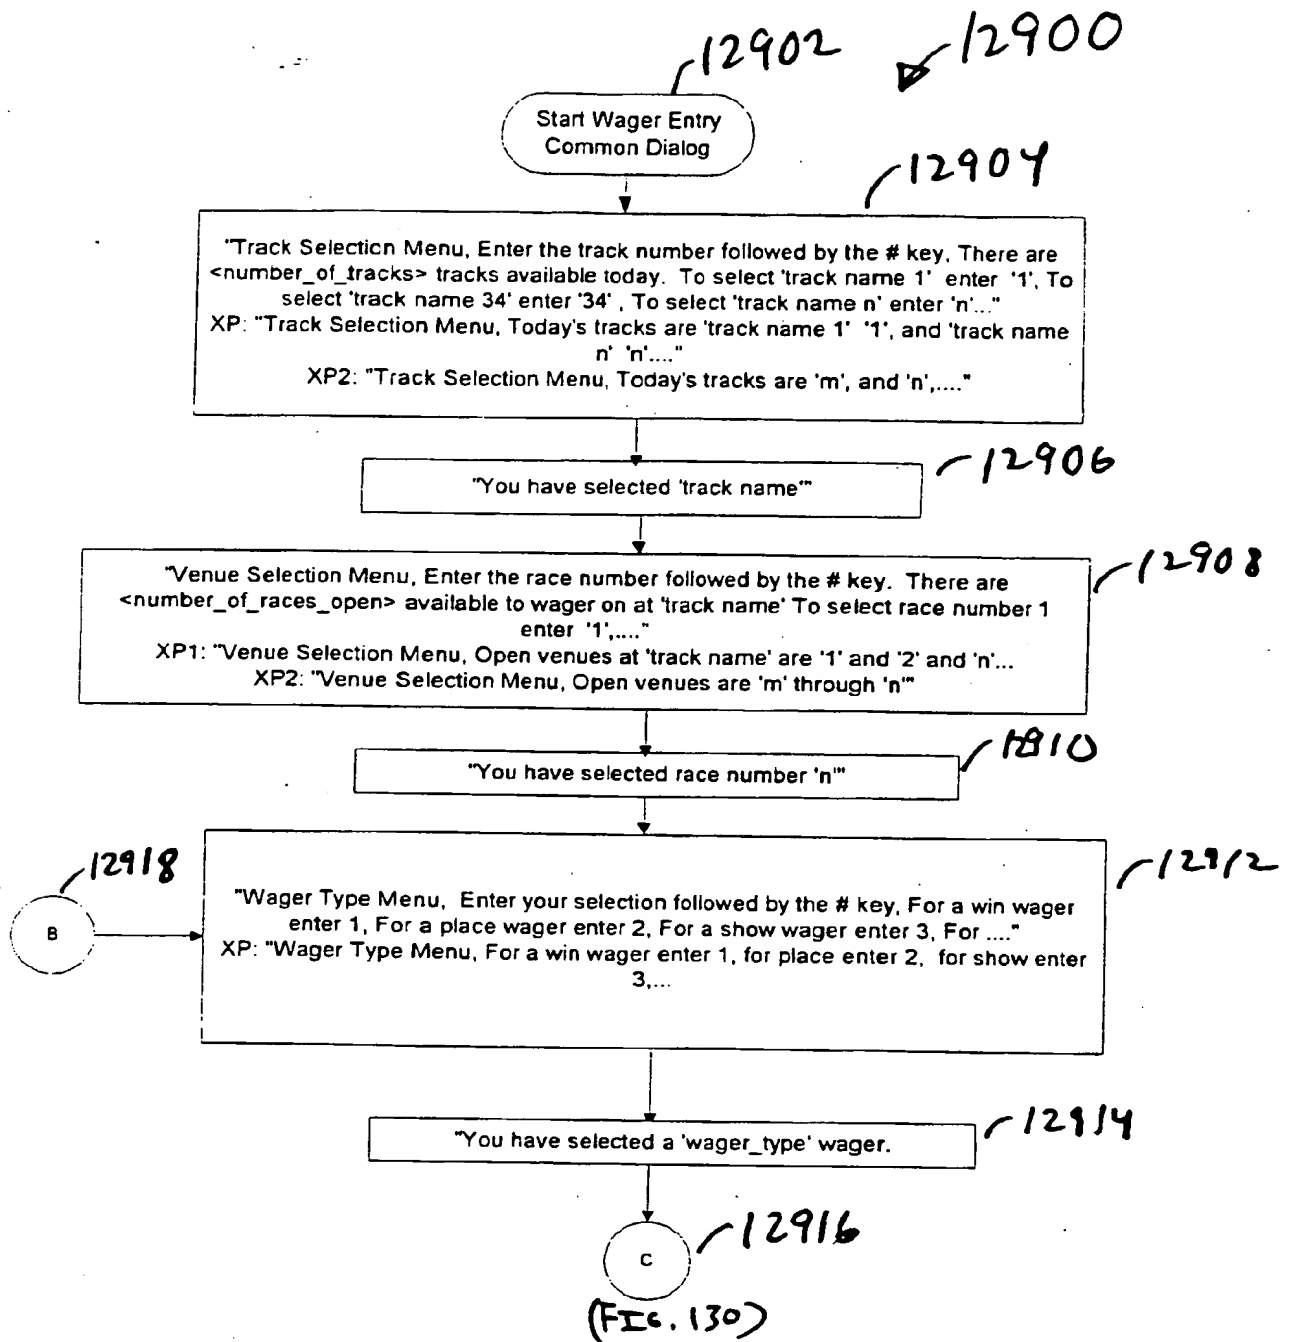 12902
12900
Start Wager Entry
Common Dialog
12904
"Track Selection Menu, Enter the track number followed by the # key, There are
<number_of_tracks> tracks available today. To select 'track name 1' enter '1', To
select 'track name 34' enter '34' , To select 'track name n' enter 'n'..."
XP: "Track Selection Menu, Today's tracks are 'track name 1' '1', and 'track name
n' 'n'...."
XP2: "Track Selection Menu, Today's tracks are 'm', and 'n',...."
12906
"You have selected 'track name'"
12908
"Venue Selection Menu, Enter the race number followed by the # key. There are
<number_of_races_open> available to wager on at 'track name' To select race number 1
enter '1',...."
XP1: "Venue Selection Menu, Open venues at 'track name' are '1' and '2' and 'n'...
XP2: "Venue Selection Menu, Open venues are 'm' through 'n'"
12910
"You have selected race number 'n'"
12918
12912
B
"Wager Type Menu, Enter your selection followed by the # key, For a win wager
enter 1, For a place wager enter 2, For a show wager enter 3, For ...."
XP: "Wager Type Menu, For a win wager enter 1, for place enter 2, for show enter
3,...
12914
"You have selected a 'wager_type' wager.
12916
C
(FIG. 130)